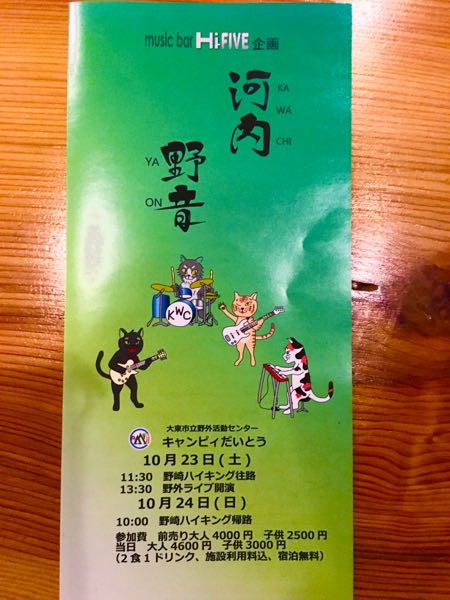 music bar Hi-FIVE 企画
河内
KA
WA
CHI
野音
YA
ON
KWC
大東市立野外活動センター
キャンピィだいとう
10月23日(土)
11:30 野崎ハイキング往路
13:30 野外ライブ開演
10月24日(日)
10:00 野崎ハイキング帰路
参加費 前売り大人4000円 子供2500円
当日 大人4600円 子供3000円
(2食1ドリンク、施設利用料込、宿泊無料)